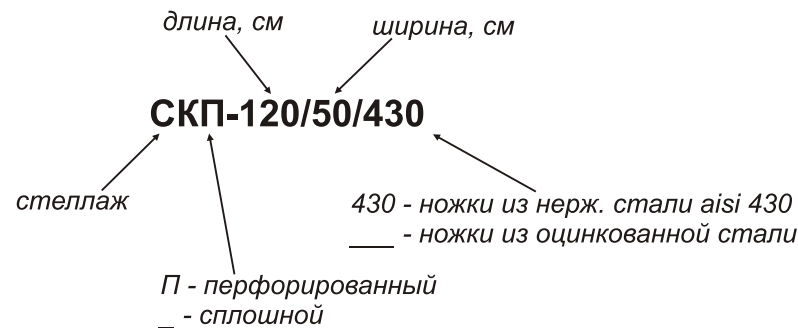 длина, см
ширина, см
СКП-120/50/430
стеллаж
430 - ножки из нерж. стали aisi 430
___ - ножки из оцинкованной стали
П - перфорированный
_ - сплошной